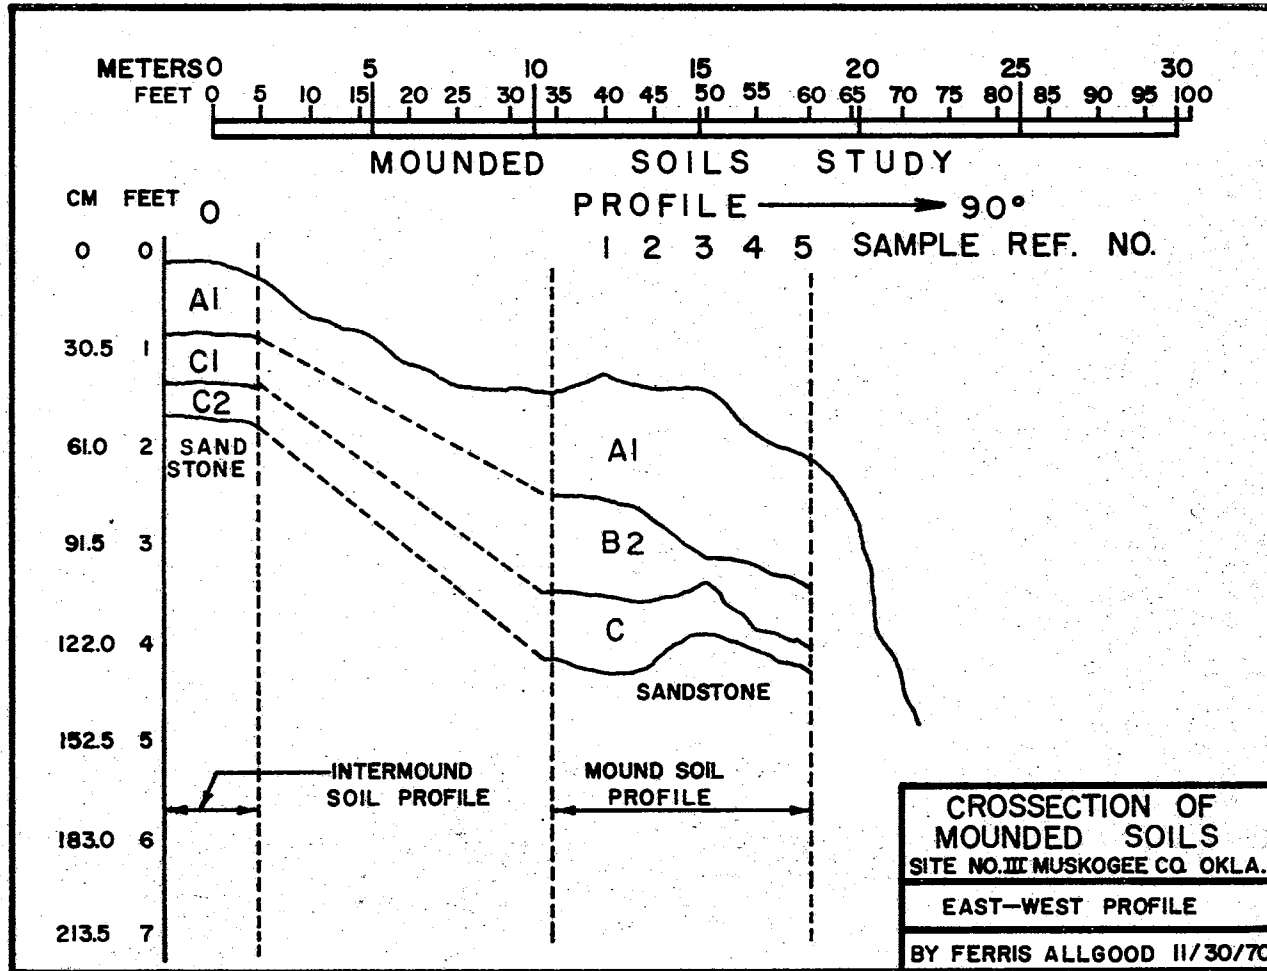 METERS 0 5 10 15 20 25 30
FEET 0 5 10 15 20 25 30 35 40 45 50 55 60 65 70 75 80 85 90 95 100
MOUNDED SOILS STUDY
CM FEET 0 PROFILE 90°
0 0 1 2 3 4 5 SAMPLE REF. NO.
A1
30.5 1
C1
C2
61.0 2 SAND A1
STONE
91.5 3 B2
122.0 4 C
SANDSTONE
152.5 5
INTERMOUND MOUND SOIL
SOIL PROFILE PROFILE
183.0 6
213.5 7
CROSSECTION OF
MOUNDED SOILS
SITE NO. III MUSKOGEE CO. OKLA.
EAST-WEST PROFILE
BY FERRIS ALLGOOD 11/30/70